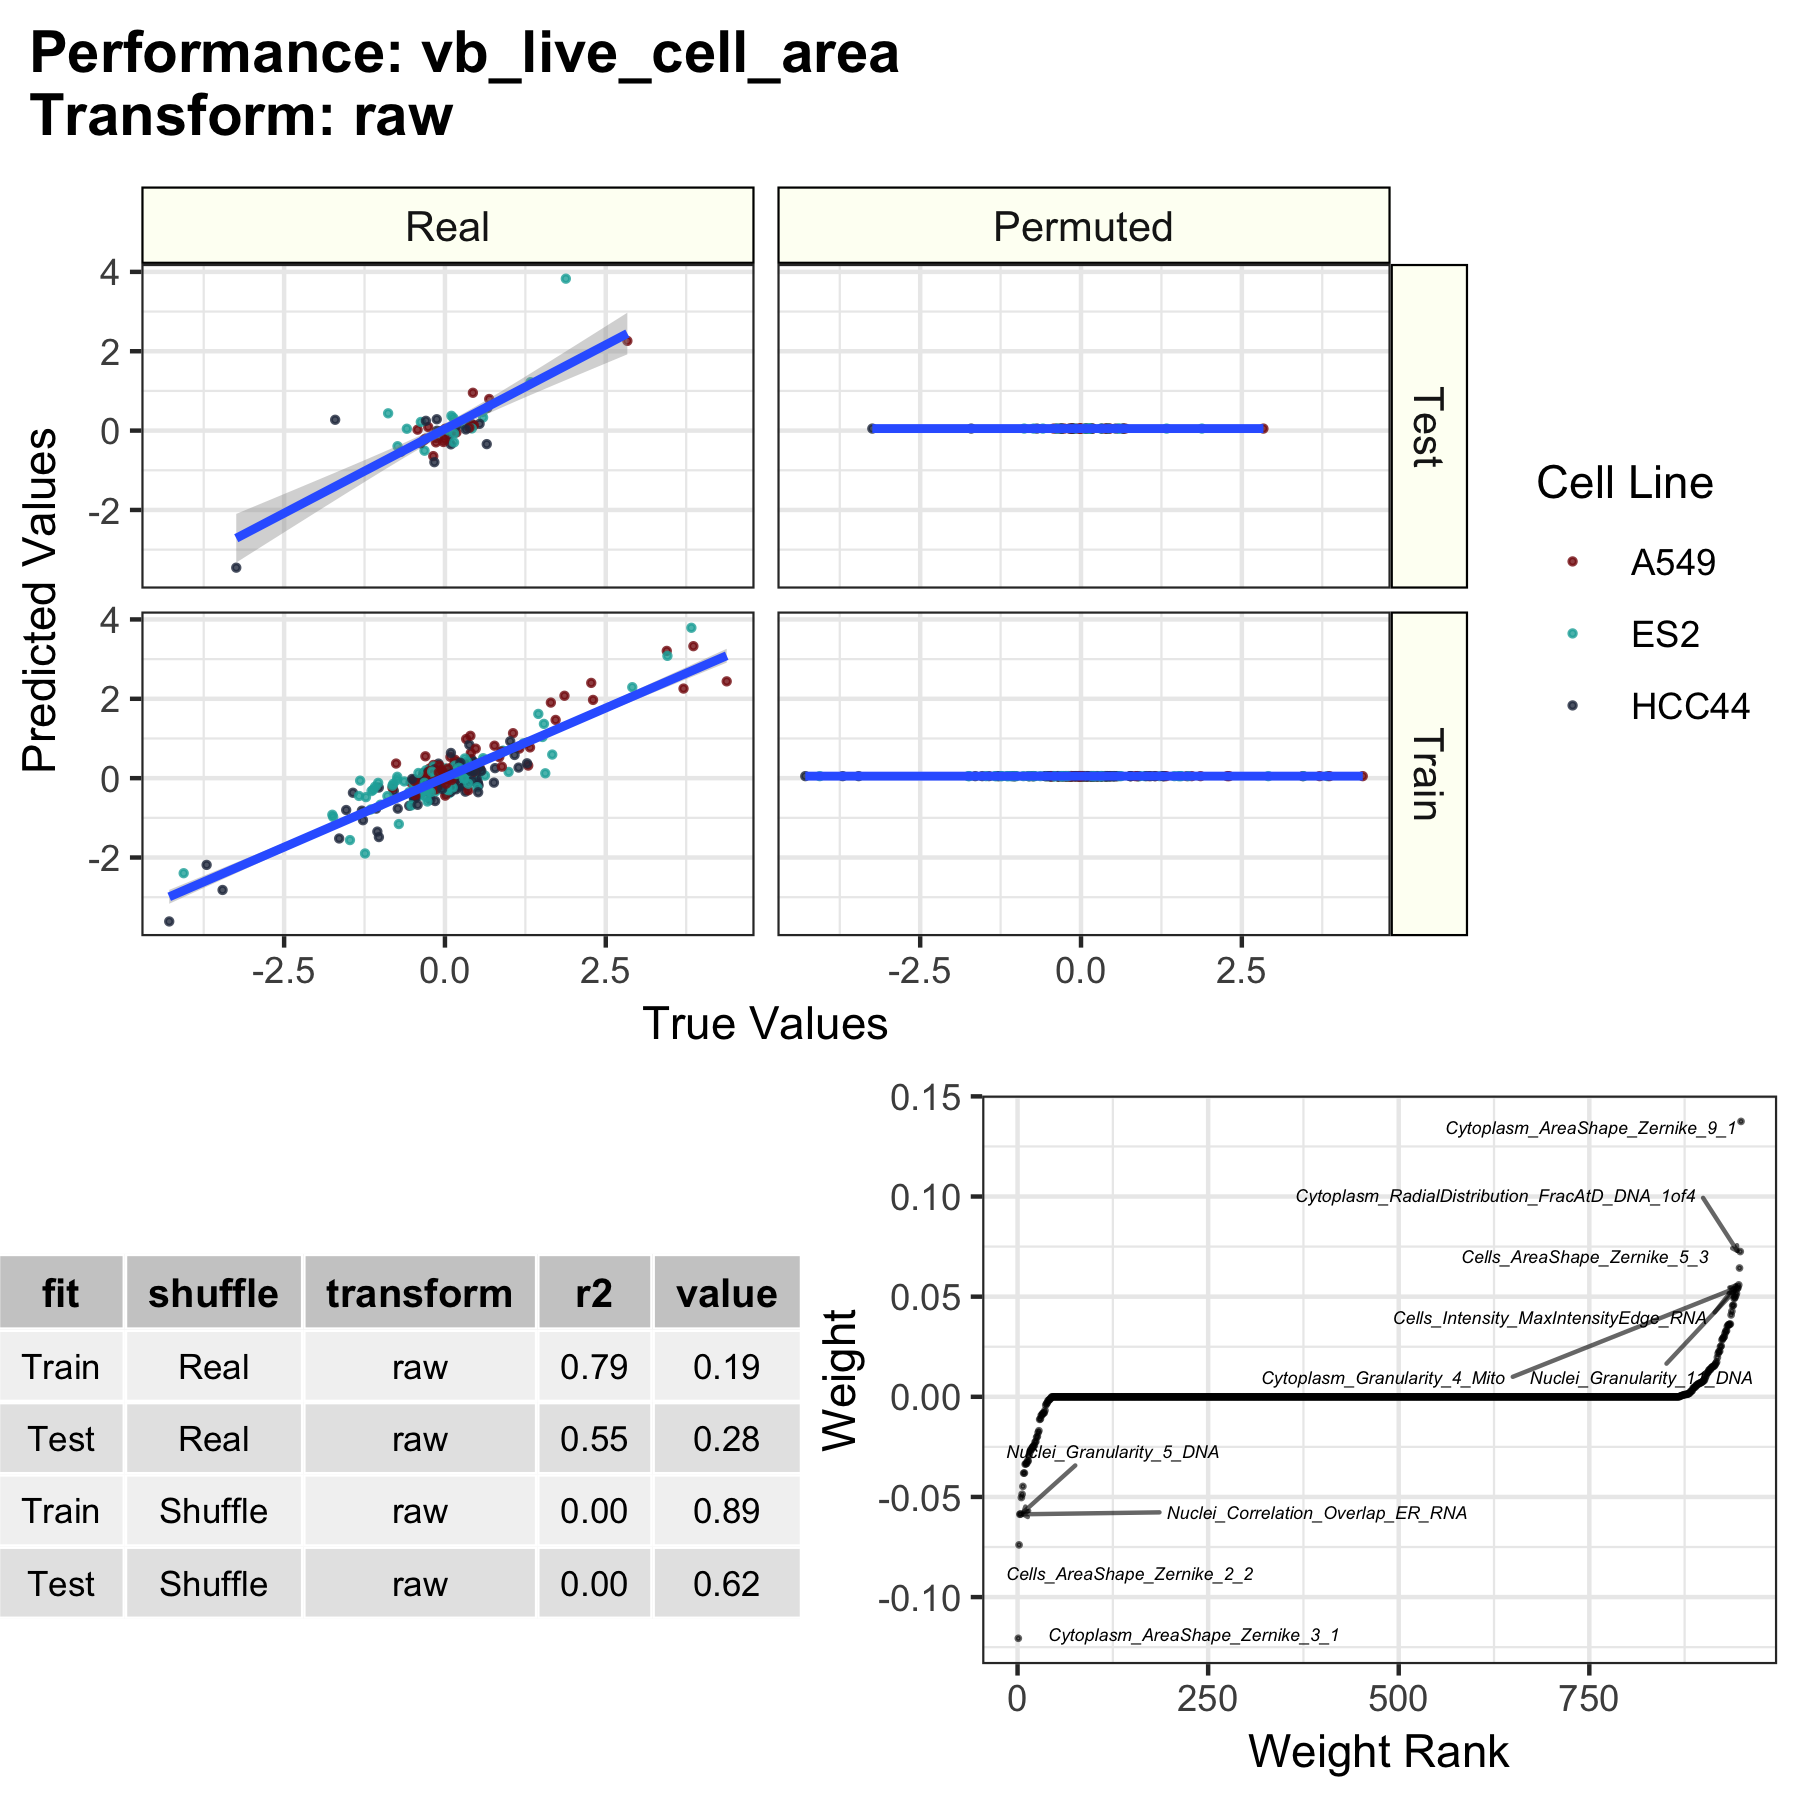 Performance: vb_live_cell_area
Transform: raw
Real
Permuted
4
2
0
-2
Test
4
2
0
-2
Train
Predicted Values
-2.5
0.0
2.5
-2.5
0.0
2.5
True Values
Cell Line
A549
ES2
HCC44
fit shuffle transform r2 value
Train Real raw 0.79 0.19
Test Real raw 0.55 0.28
Train Shuffle raw 0.00 0.89
Test Shuffle raw 0.00 0.62
Weight
0.15
0.10
0.05
0.00
-0.05
-0.10
Cytoplasm_AreaShape_Zernike_9_1
Cytoplasm_RadialDistribution_FracAtD_DNA_1of4
Cells_AreaShape_Zernike_5_3
Cells_Intensity_MaxIntensityEdge_RNA
Cytoplasm_Granularity_4_Mito
Nuclei_Granularity_11_DNA
Nuclei_Granularity_5_DNA
Nuclei_Correlation_Overlap_ER_RNA
Cells_AreaShape_Zernike_2_2
Cytoplasm_AreaShape_Zernike_3_1
0
250
500
750
Weight Rank